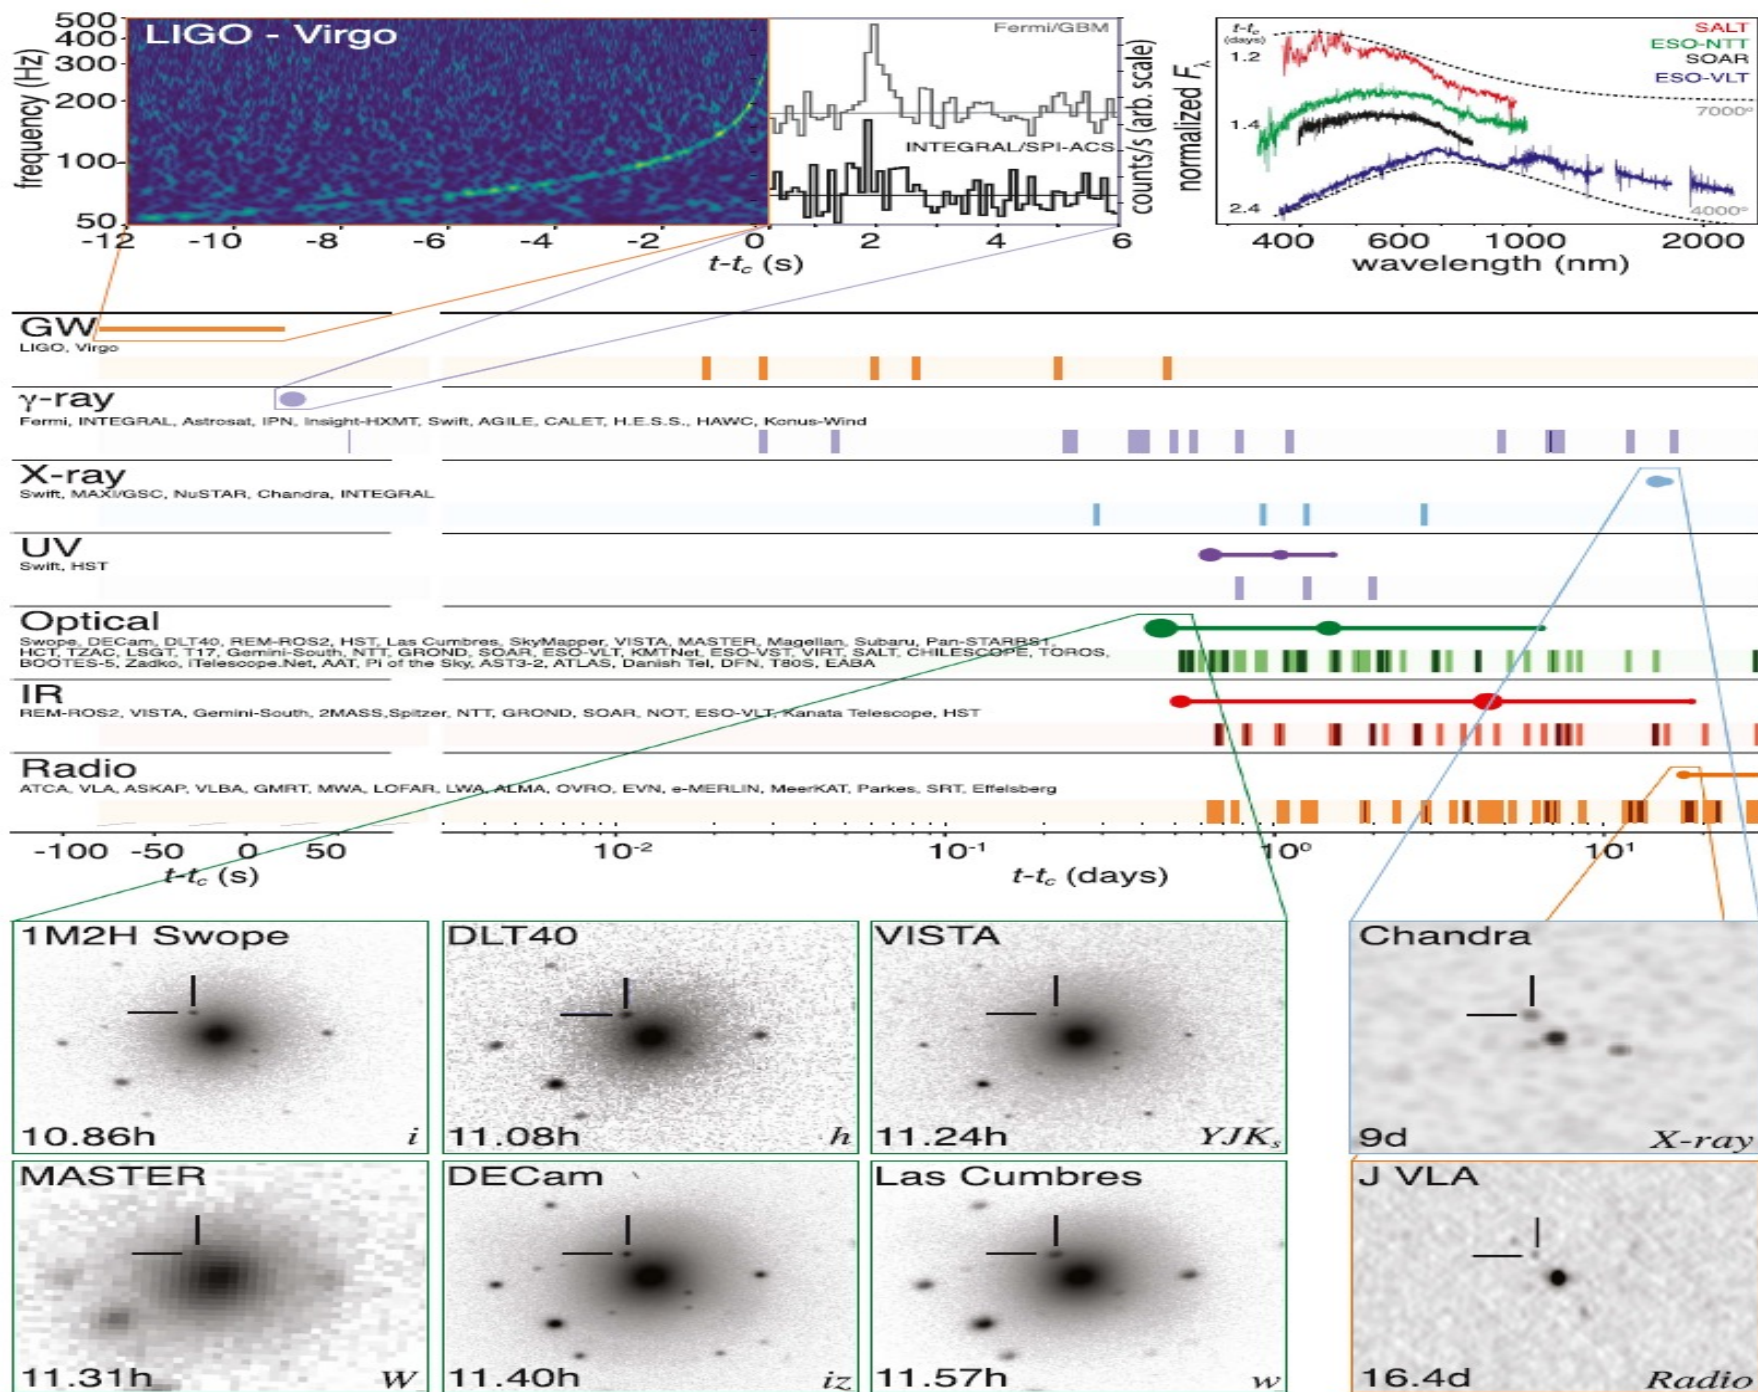 LIGO - Virgo
frequency (Hz)
500
400
300
200
100
50
-12 -10 -8 -6 -4 -2 0 2 4 6
t-tc (s)
Fermi/GBM
INTEGRAL/SPI-ACS
counts/s (arb. scale)
normalized Fλ
t-tc
(days)
1.2
1.4
2.4
SALT
ESO-NTT
SOAR
ESO-VLT
7000°
4000°
400 600 1000 2000
wavelength (nm)
GW
LIGO, Virgo
γ-ray
Fermi, INTEGRAL, Astrosat, IPN, Insight-HXMT, Swift, AGILE, CALET, H.E.S.S., HAWC, Konus-Wind
X-ray
Swift, MAXI/GSC, NuSTAR, Chandra, INTEGRAL
UV
Swift, HST
Optical
Swope, DECam, DLT40, REM-ROS2, HST, Las Cumbres, SkyMapper, VISTA, MASTER, Magellan, Subaru, Pan-STARRS1,
HCT, TZAC, LSGT, T17, Gemini-South, NTT, GROND, SOAR, ESO-VLT, KMTNet, ESO-VST, VIRT, SALT, CHILESCOPE, TOROS,
BOOTES-5, Zadko, iTelescope.Net, AAT, Pi of the Sky, AST3-2, ATLAS, Danish Tel, DFN, T80S, EABA
IR
REM-ROS2, VISTA, Gemini-South, 2MASS,Spitzer, NTT, GROND, SOAR, NOT, ESO-VLT, Kanata Telescope, HST
Radio
ATCA, VLA, ASKAP, VLBA, GMRT, MWA, LOFAR, LWA, ALMA, OVRO, EVN, e-MERLIN, MeerKAT, Parkes, SRT, Effelsberg
-100 -50 0 50 10⁻² 10⁻¹ 10⁰ 10¹
t-tc (s) t-tc (days)
1M2H Swope
10.86h i
DLT40
11.08h h
VISTA
11.24h YJKs
Chandra
9d X-ray
MASTER
11.31h W
DECam
11.40h iz
Las Cumbres
11.57h w
J VLA
16.4d Radio